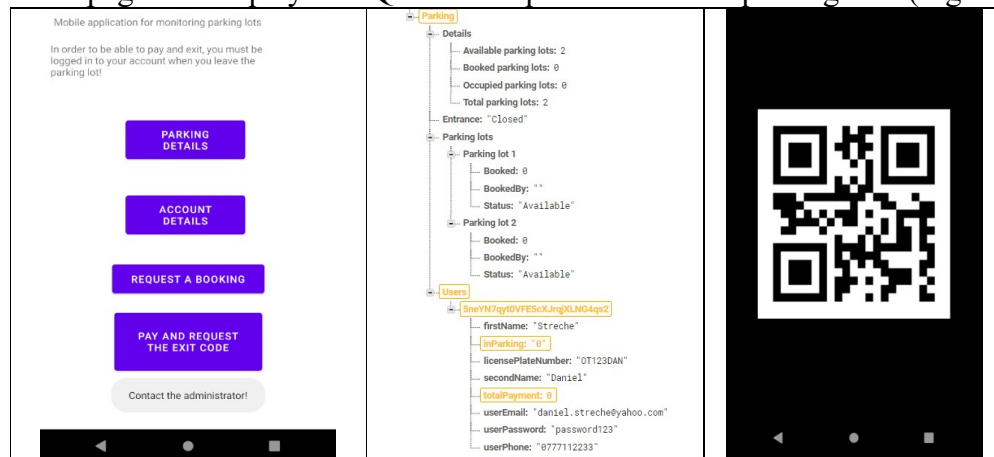 Mobile application for monitoring parking lots
In order to be able to pay and exit, you must be
logged in to your account when you leave the
parking lot!
PARKING
DETAILS
ACCOUNT
DETAILS
REQUEST A BOOKING
PAY AND REQUEST
THE EXIT CODE
Contact the administrator!
Parking
Details
Available parking lots: 2
Booked parking lots: 0
Occupied parking lots: 0
Total parking lots: 2
Entrance: "Closed"
Parking lots
Parking lot 1
Booked: 0
BookedBy: ""
Status: "Available"
Parking lot 2
Booked: 0
BookedBy: ""
Status: "Available"
Users
5neYN7qyt0VFEScXJrqjXLNG4qs2
firstName: "Streche"
inParking: "0"
licensePlateNumber: "OT123DAN"
secondName: "Daniel"
totalPayment: 0
userEmail: "daniel.streche@yahoo.com"
userPassword: "password123"
userPhone: "0777112233"